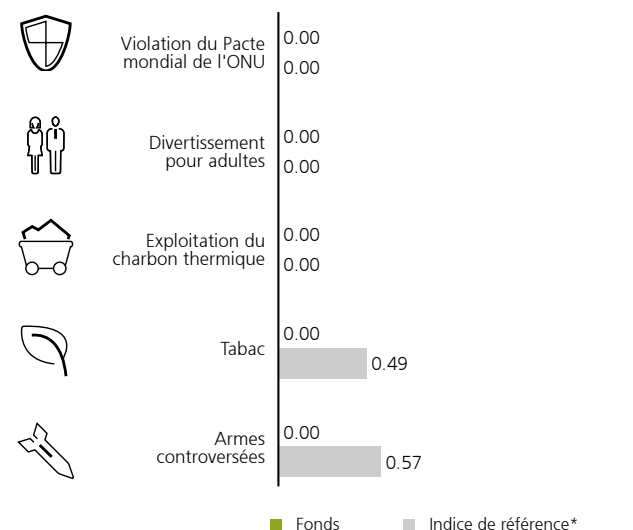 Violation du Pacte
mondial de l'ONU
0.00
0.00
Divertissement
pour adultes
0.00
0.00
Exploitation du
charbon thermique
0.00
0.00
Tabac
0.00
0.49
Armes
controversées
0.00
0.57
Fonds
Indice de référence*